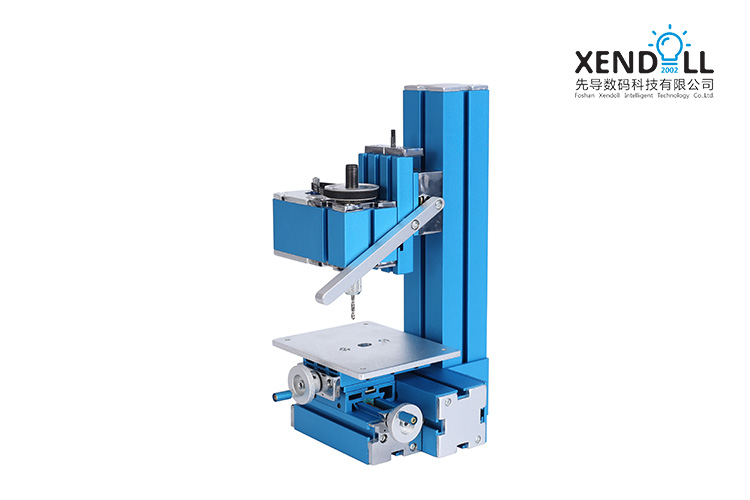 XENDOLL
2002
先导数码科技有限公司
Foshan Xendoll Intelligent Technology Co.,Ltd.